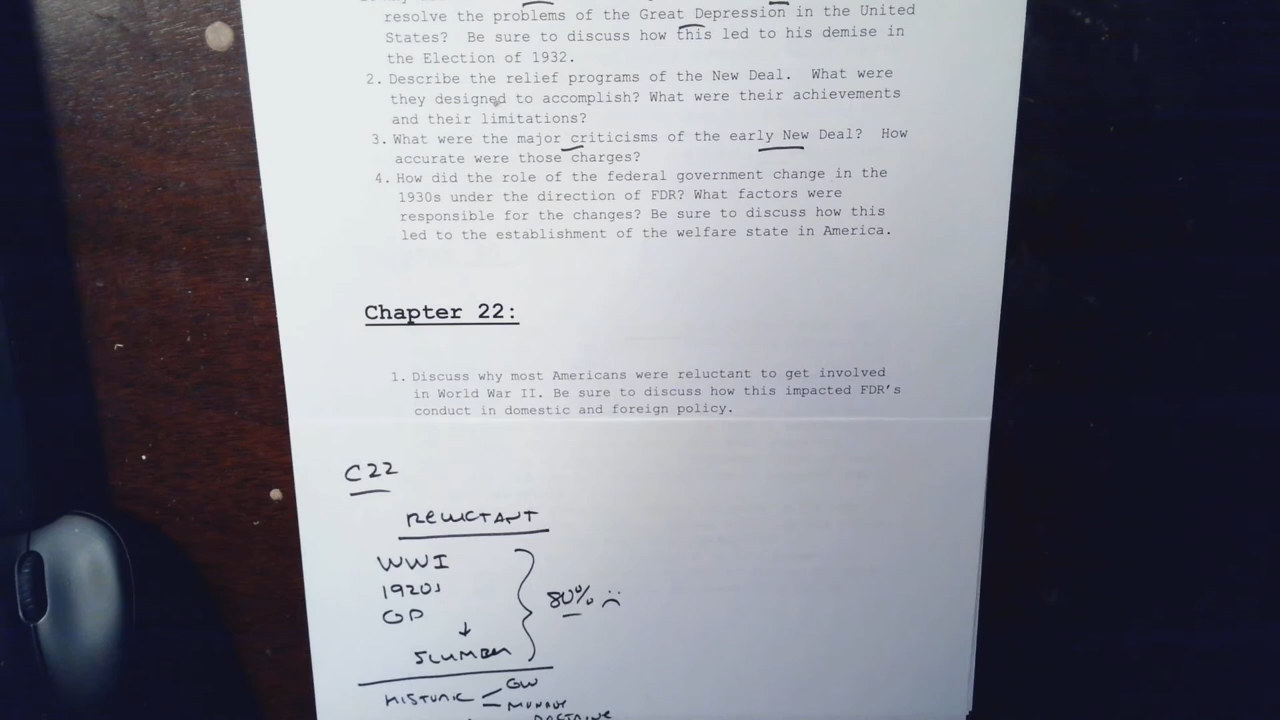 resolve the problems of the Great Depression in the United
States? Be sure to discuss how this led to his demise in
the Election of 1932.
2. Describe the relief programs of the New Deal. What were
they designed to accomplish? What were their achievements
and their limitations?
3. What were the major criticisms of the early New Deal? How
accurate were those charges?
4. How did the role of the federal government change in the
1930s under the direction of FDR? What factors were
responsible for the changes? Be sure to discuss how this
led to the establishment of the welfare state in America.
Chapter 22:
1. Discuss why most Americans were reluctant to get involved
in World War II. Be sure to discuss how this impacted FDR's
conduct in domestic and foreign policy.
C22
RELUCTANT
WWI
1920s
GD
80%
SLUMBER
HISTORIC
GW
MONROE
DOCTRINE